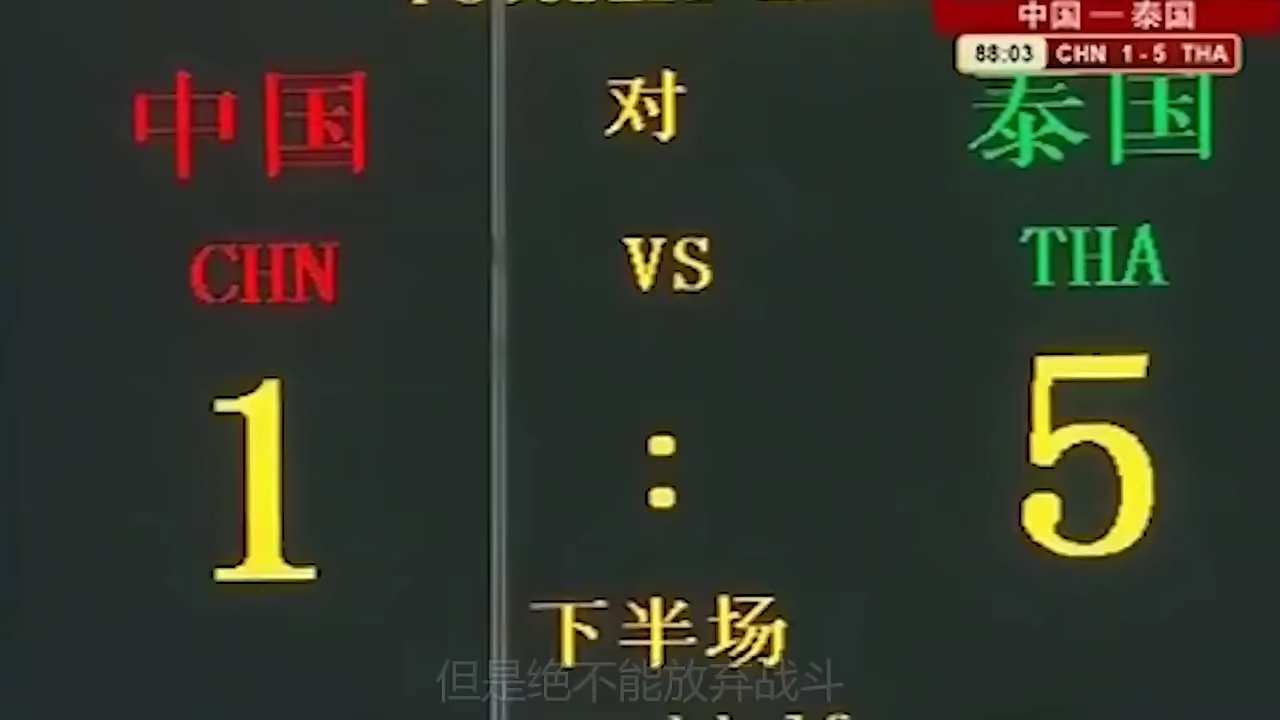 中国 — 泰国
88:03 CHN 1-5 THA
中国 对 泰国
CHN VS THA
1 : 5
下半场
但是绝不能放弃战斗